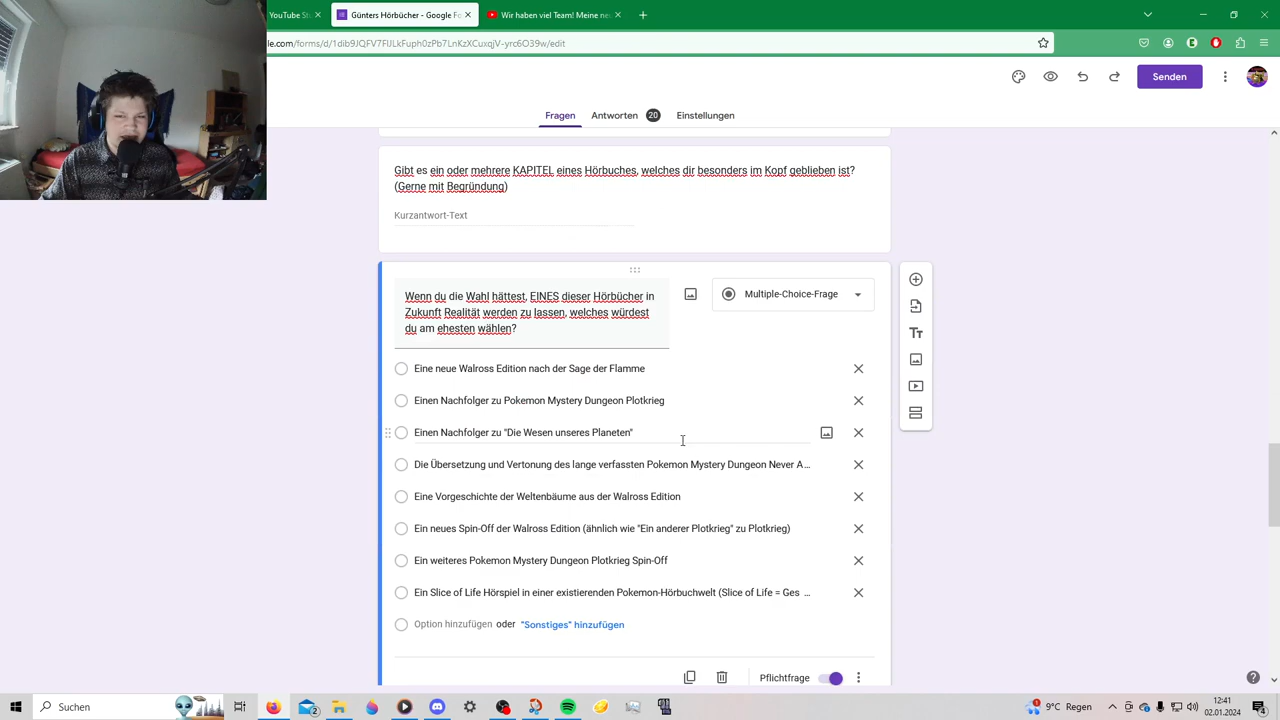 YouTube Stu
Günters Hörbücher - Google Fo
Wir haben viel Team! Meine ne
le.com/forms/d/1dib9JQFV7FlJLkFuph0zPb7LnKzXCuxqjV-yrc6O39w/edit
Senden
Fragen Antworten 20 Einstellungen
Gibt es ein oder mehrere KAPITEL eines Hörbuches, welches dir besonders im Kopf geblieben ist?
(Gerne mit Begründung)
Kurzantwort-Text
Wenn du die Wahl hättest, EINES dieser Hörbücher in
Zukunft Realität werden zu lassen, welches würdest
du am ehesten wählen?
Multiple-Choice-Frage
Eine neue Walross Edition nach der Sage der Flamme
Einen Nachfolger zu Pokemon Mystery Dungeon Plotkrieg
Einen Nachfolger zu "Die Wesen unseres Planeten"
Die Übersetzung und Vertonung des lange verfassten Pokemon Mystery Dungeon Never A...
Eine Vorgeschichte der Weltenbäume aus der Walross Edition
Ein neues Spin-Off der Walross Edition (ähnlich wie "Ein anderer Plotkrieg" zu Plotkrieg)
Ein weiteres Pokemon Mystery Dungeon Plotkrieg Spin-Off
Ein Slice of Life Hörspiel in einer existierenden Pokemon-Hörbuchwelt (Slice of Life = Ges ...
Option hinzufügen oder "Sonstiges" hinzufügen
Pflichtfrage
Suchen
2
9°C Regen
12:41
02.01.2024